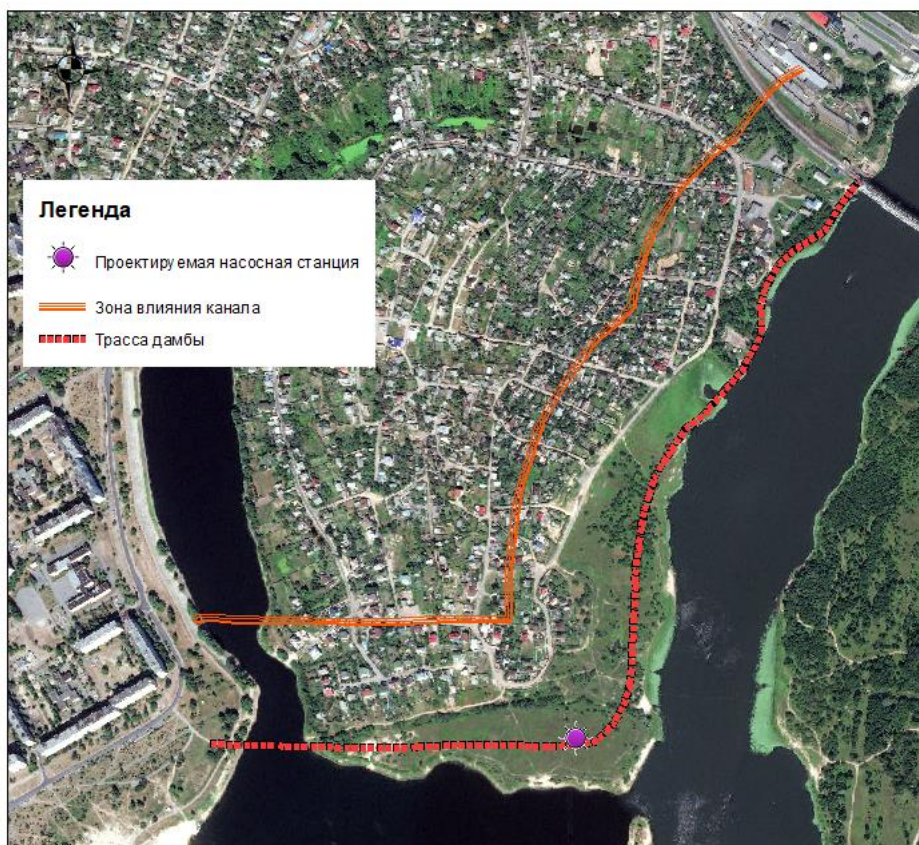 Легенда
Проектируемая насосная станция
Зона влияния канала
Трасса дамбы